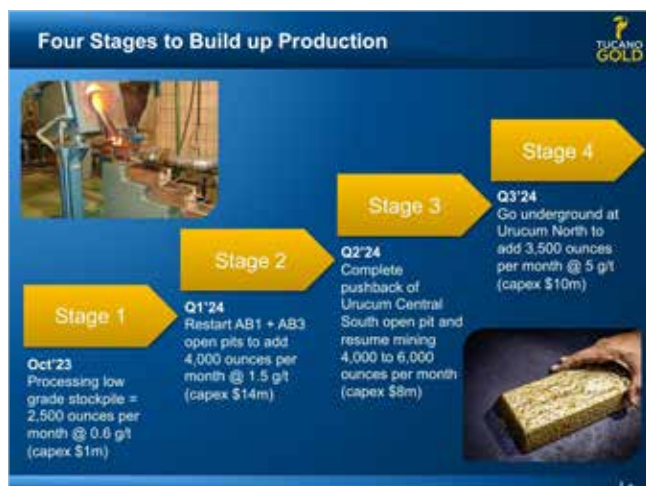 Four Stages to Build up Production
TUCANO
GOLD
Stage 1
Oct'23
Processing low
grade stockpile =
2,500 ounces per
month @ 0.6 g/t
(capex $1m)
Stage 2
Q1'24
Restart AB1 + AB3
open pits to add
4,000 ounces per
month @ 1.5 g/t
(capex $14m)
Stage 3
Q2'24
Complete
pushback of
Urucum Central
South open pit and
resume mining
4,000 to 6,000
ounces per month
(capex $8m)
Stage 4
Q3'24
Go underground at
Urucum North to
add 3,500 ounces
per month @ 5 g/t
(capex $10m)